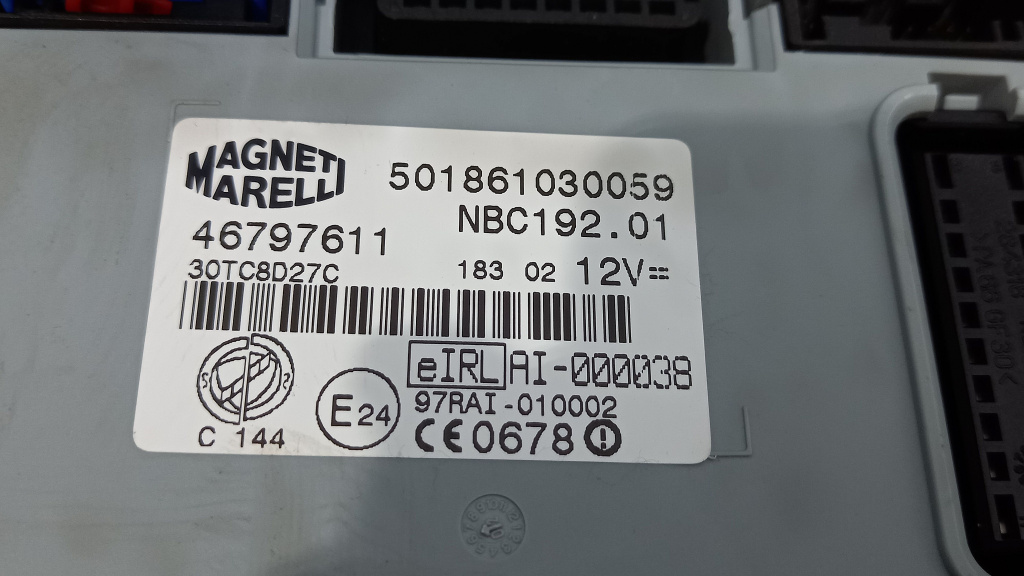 MAGNETI
MARELLI
501861030059
NBC192.01
46797611
30TC8D27C 183 02 12V
C 144
E24
eIRL AI-000038
97RAI-010002
CE0678